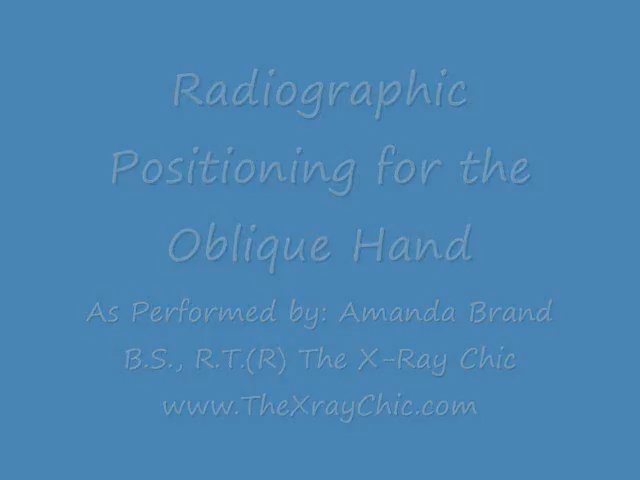 Radiographic
Positioning for the
Oblique Hand
As Performed by: Amanda Brand
B.S., R.T.(R) The X-Ray Chic
www.TheXrayChic.com